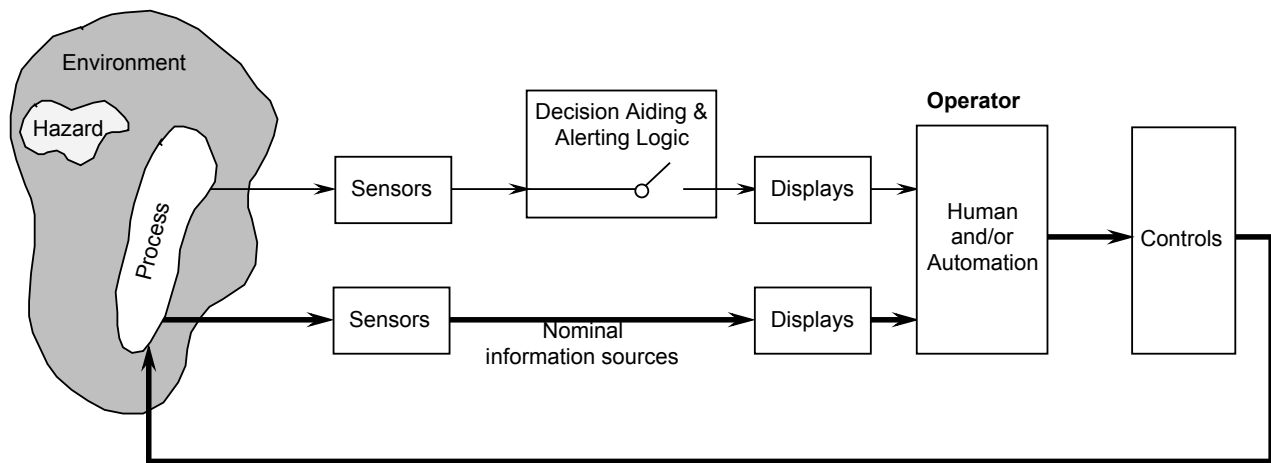 Environment
Hazard
Process
Sensors
Decision Aiding &
Alerting Logic
Displays
Operator
Human
and/or
Automation
Controls
Sensors
Nominal
information sources
Displays